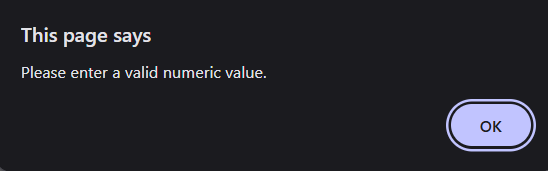 This page says
Please enter a valid numeric value.
OK